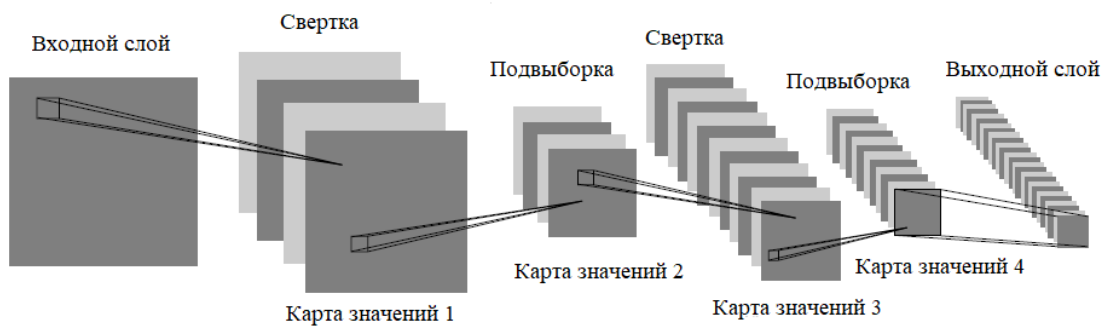 Входной слой
Свертка
Подвыборка
Свертка
Подвыборка
Выходной слой
Карта значений 1
Карта значений 2
Карта значений 3
Карта значений 4